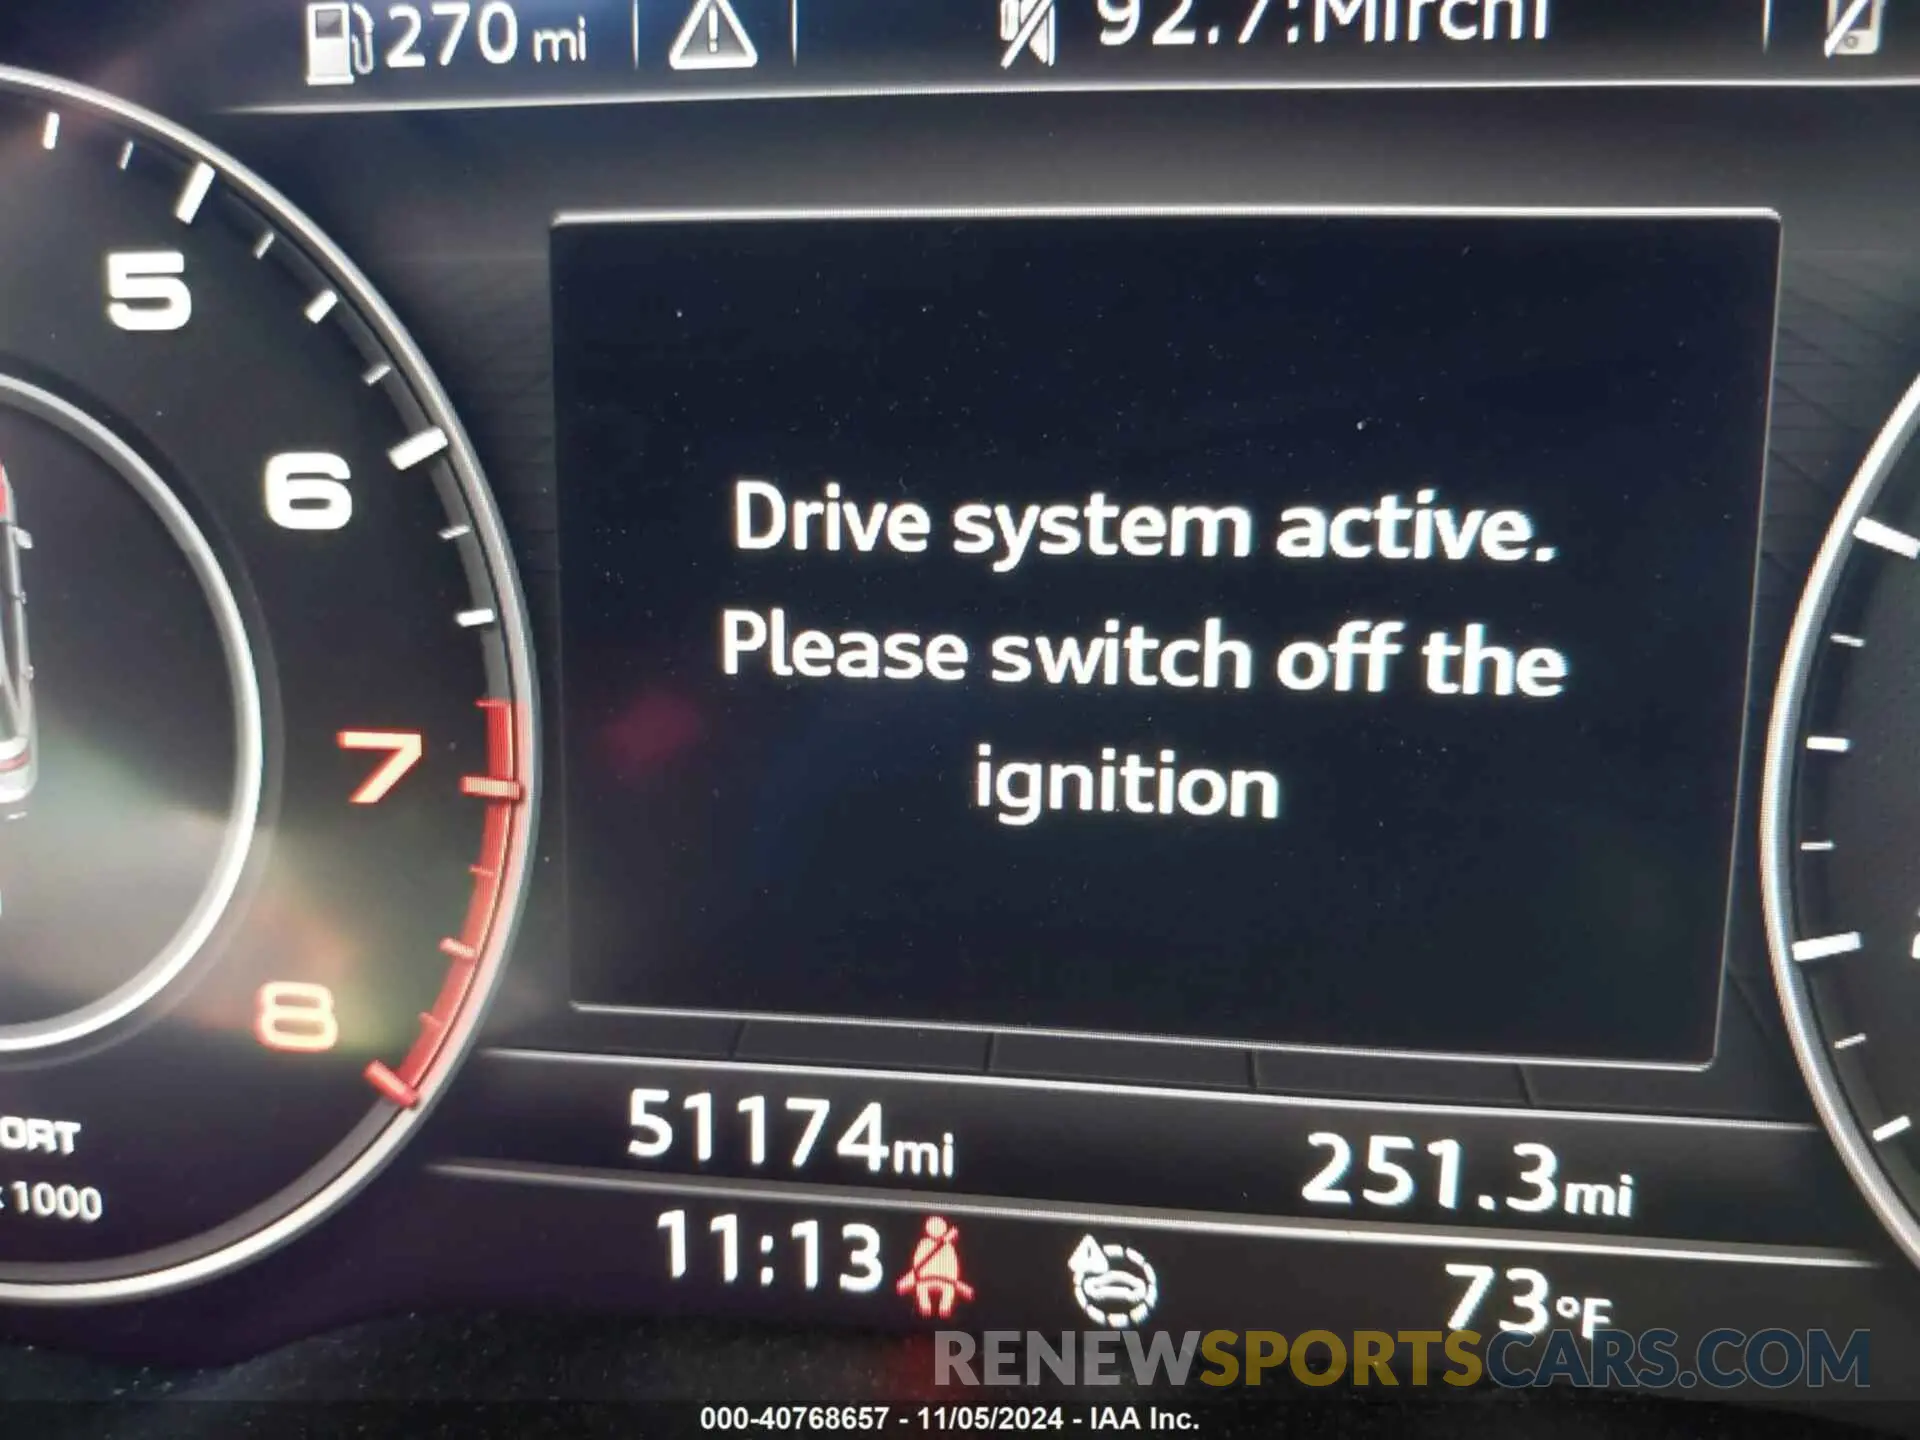 270 mi
92.7:Mirchi
5
6
7
8
Drive system active.
Please switch off the
ignition
51174mi
251.3mi
x 1000
11:13
73°F
RENEWSPORTSCARS.COM
000-40768657 - 11/05/2024 - IAA Inc.